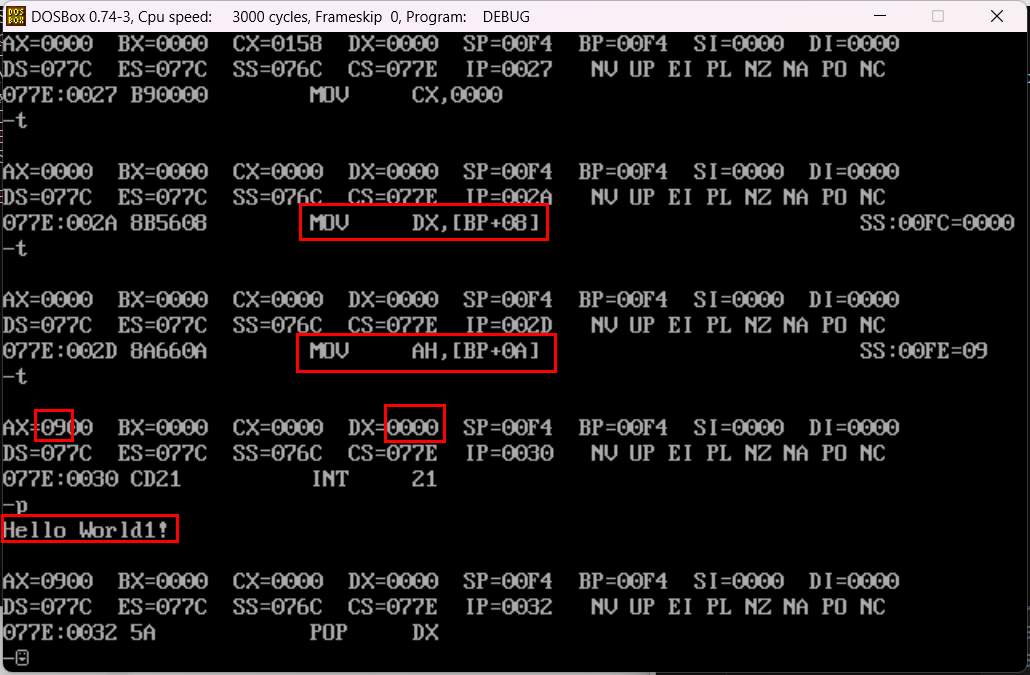 DOSBox 0.74-3, Cpu speed: 3000 cycles, Frameskip 0, Program: DEBUG
AX=0000 BX=0000 CX=0158 DX=0000 SP=00F4 BP=00F4 SI=0000 DI=0000
DS=077C ES=077C SS=076C CS=077E IP=0027 NV UP EI PL NZ NA PO NC
077E:0027 B90000 MOV CX,0000
-t
AX=0000 BX=0000 CX=0000 DX=0000 SP=00F4 BP=00F4 SI=0000 DI=0000
DS=077C ES=077C SS=076C CS=077E IP=002A NV UP EI PL NZ NA PO NC
077E:002A 8B5608 MOV DX,[BP+08] SS:00FC=0000
-t
AX=0000 BX=0000 CX=0000 DX=0000 SP=00F4 BP=00F4 SI=0000 DI=0000
DS=077C ES=077C SS=076C CS=077E IP=002D NV UP EI PL NZ NA PO NC
077E:002D 8A660A MOV AH,[BP+0A] SS:00FE=09
-t
AX=0900 BX=0000 CX=0000 DX=0000 SP=00F4 BP=00F4 SI=0000 DI=0000
DS=077C ES=077C SS=076C CS=077E IP=0030 NV UP EI PL NZ NA PO NC
077E:0030 CD21 INT 21
-p
Hello World1!
AX=0900 BX=0000 CX=0000 DX=0000 SP=00F4 BP=00F4 SI=0000 DI=0000
DS=077C ES=077C SS=076C CS=077E IP=0032 NV UP EI PL NZ NA PO NC
077E:0032 5A POP DX
-